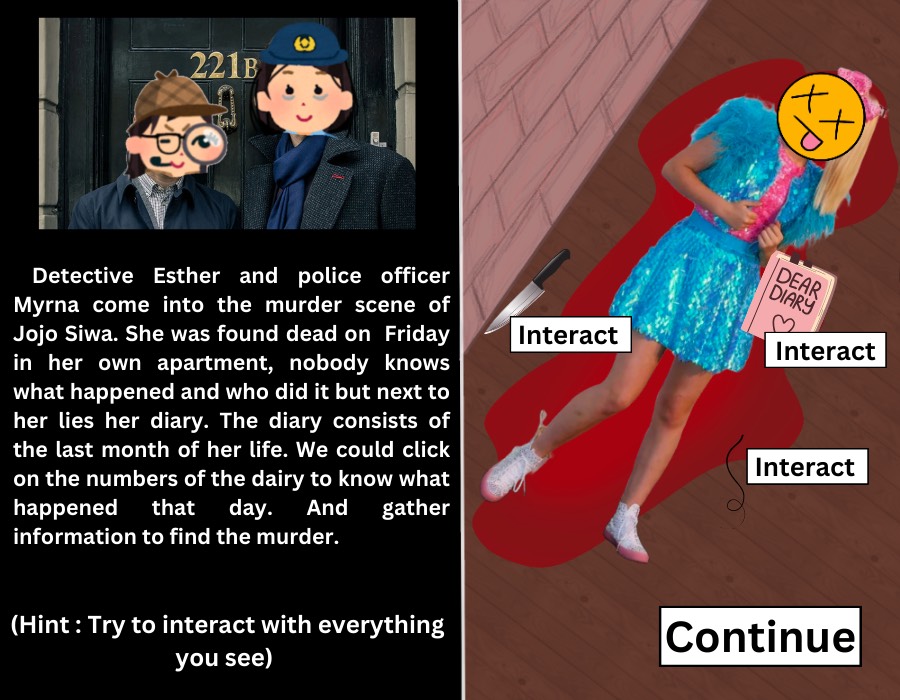 221B
Detective Esther and police officer
Myrna come into the murder scene of
Jojo Siwa. She was found dead on Friday
in her own apartment, nobody knows
what happened and who did it but next to
her lies her diary. The diary consists of
the last month of her life. We could click
on the numbers of the dairy to know what
happened that day. And gather
information to find the murder.
(Hint : Try to interact with everything
you see)
DEAR
DIARY
Interact
Interact
Interact
Continue